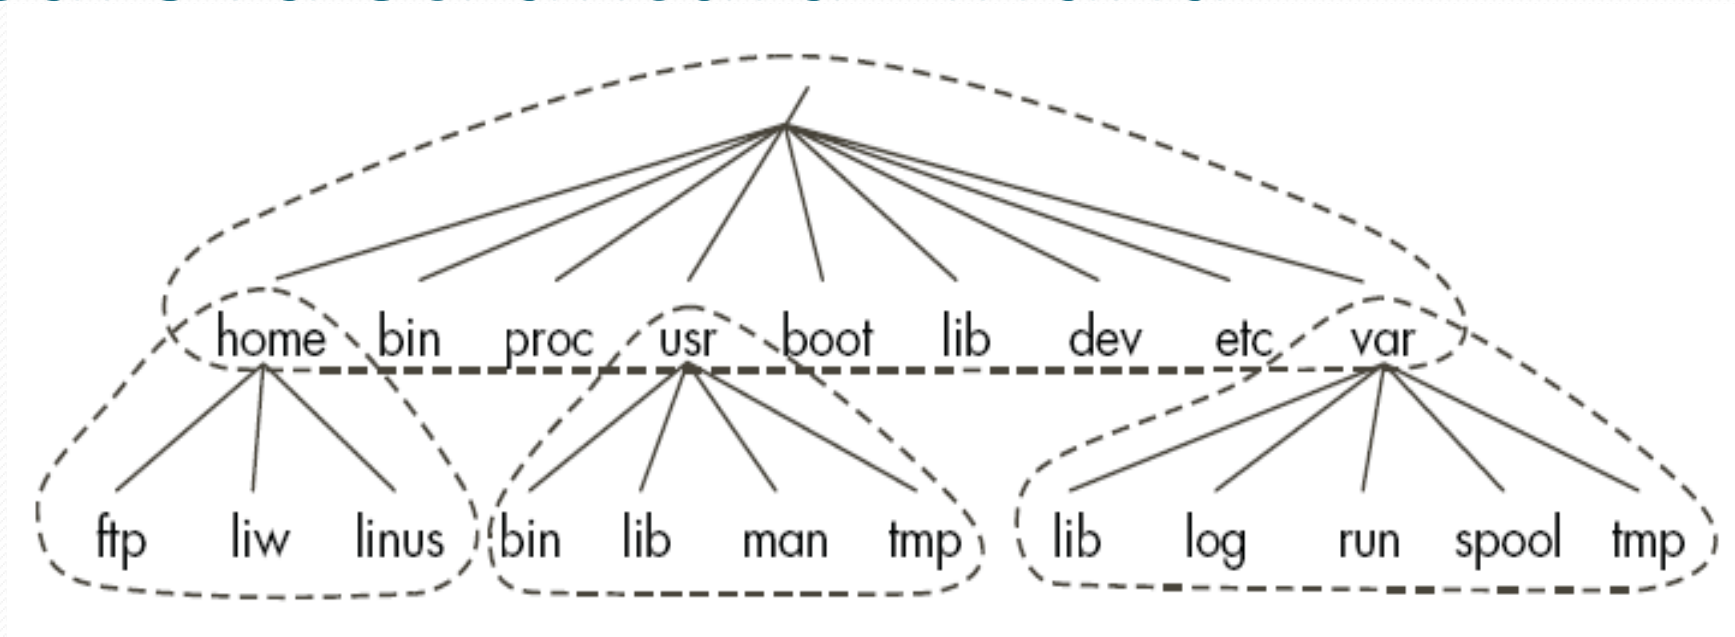 /
home bin proc usr boot lib dev etc var
ftp liw linus bin lib man tmp lib log run spool tmp